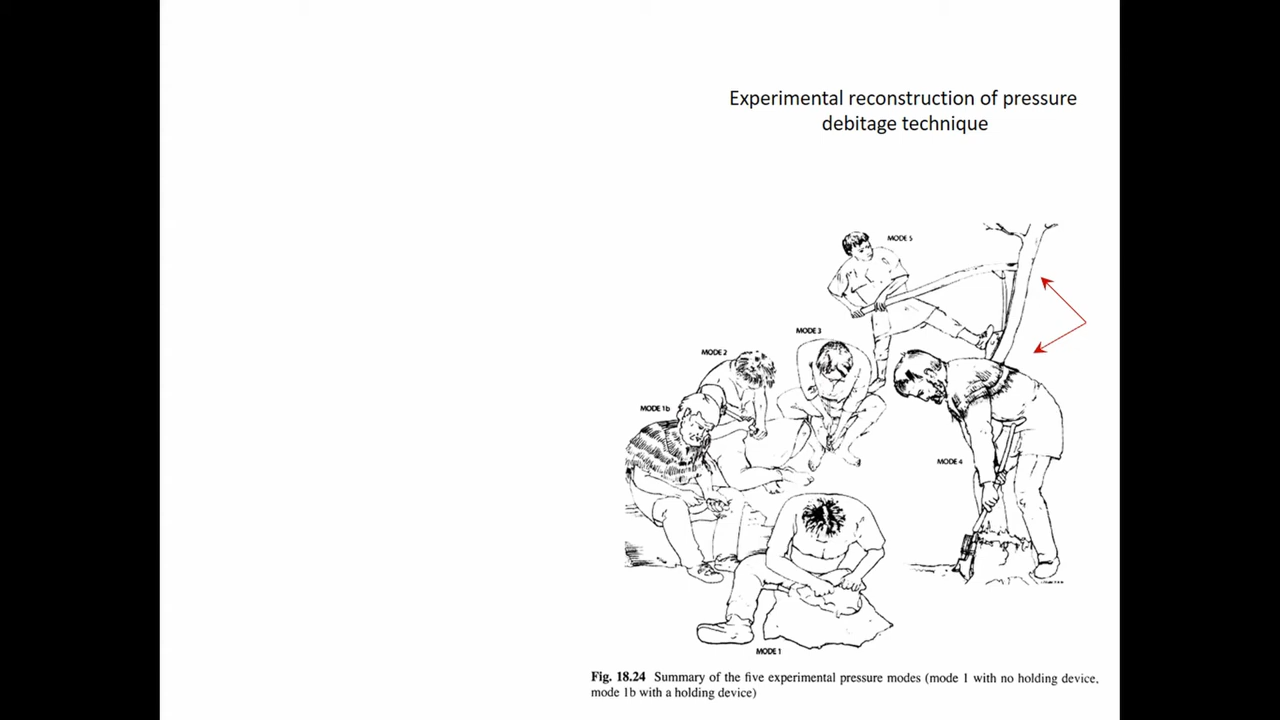 Experimental reconstruction of pressure
debitage technique
MODE 5
MODE 3
MODE 2
MODE 1b
MODE 4
MODE 1
Fig. 18.24 Summary of the five experimental pressure modes (mode 1 with no holding device,
mode 1b with a holding device)